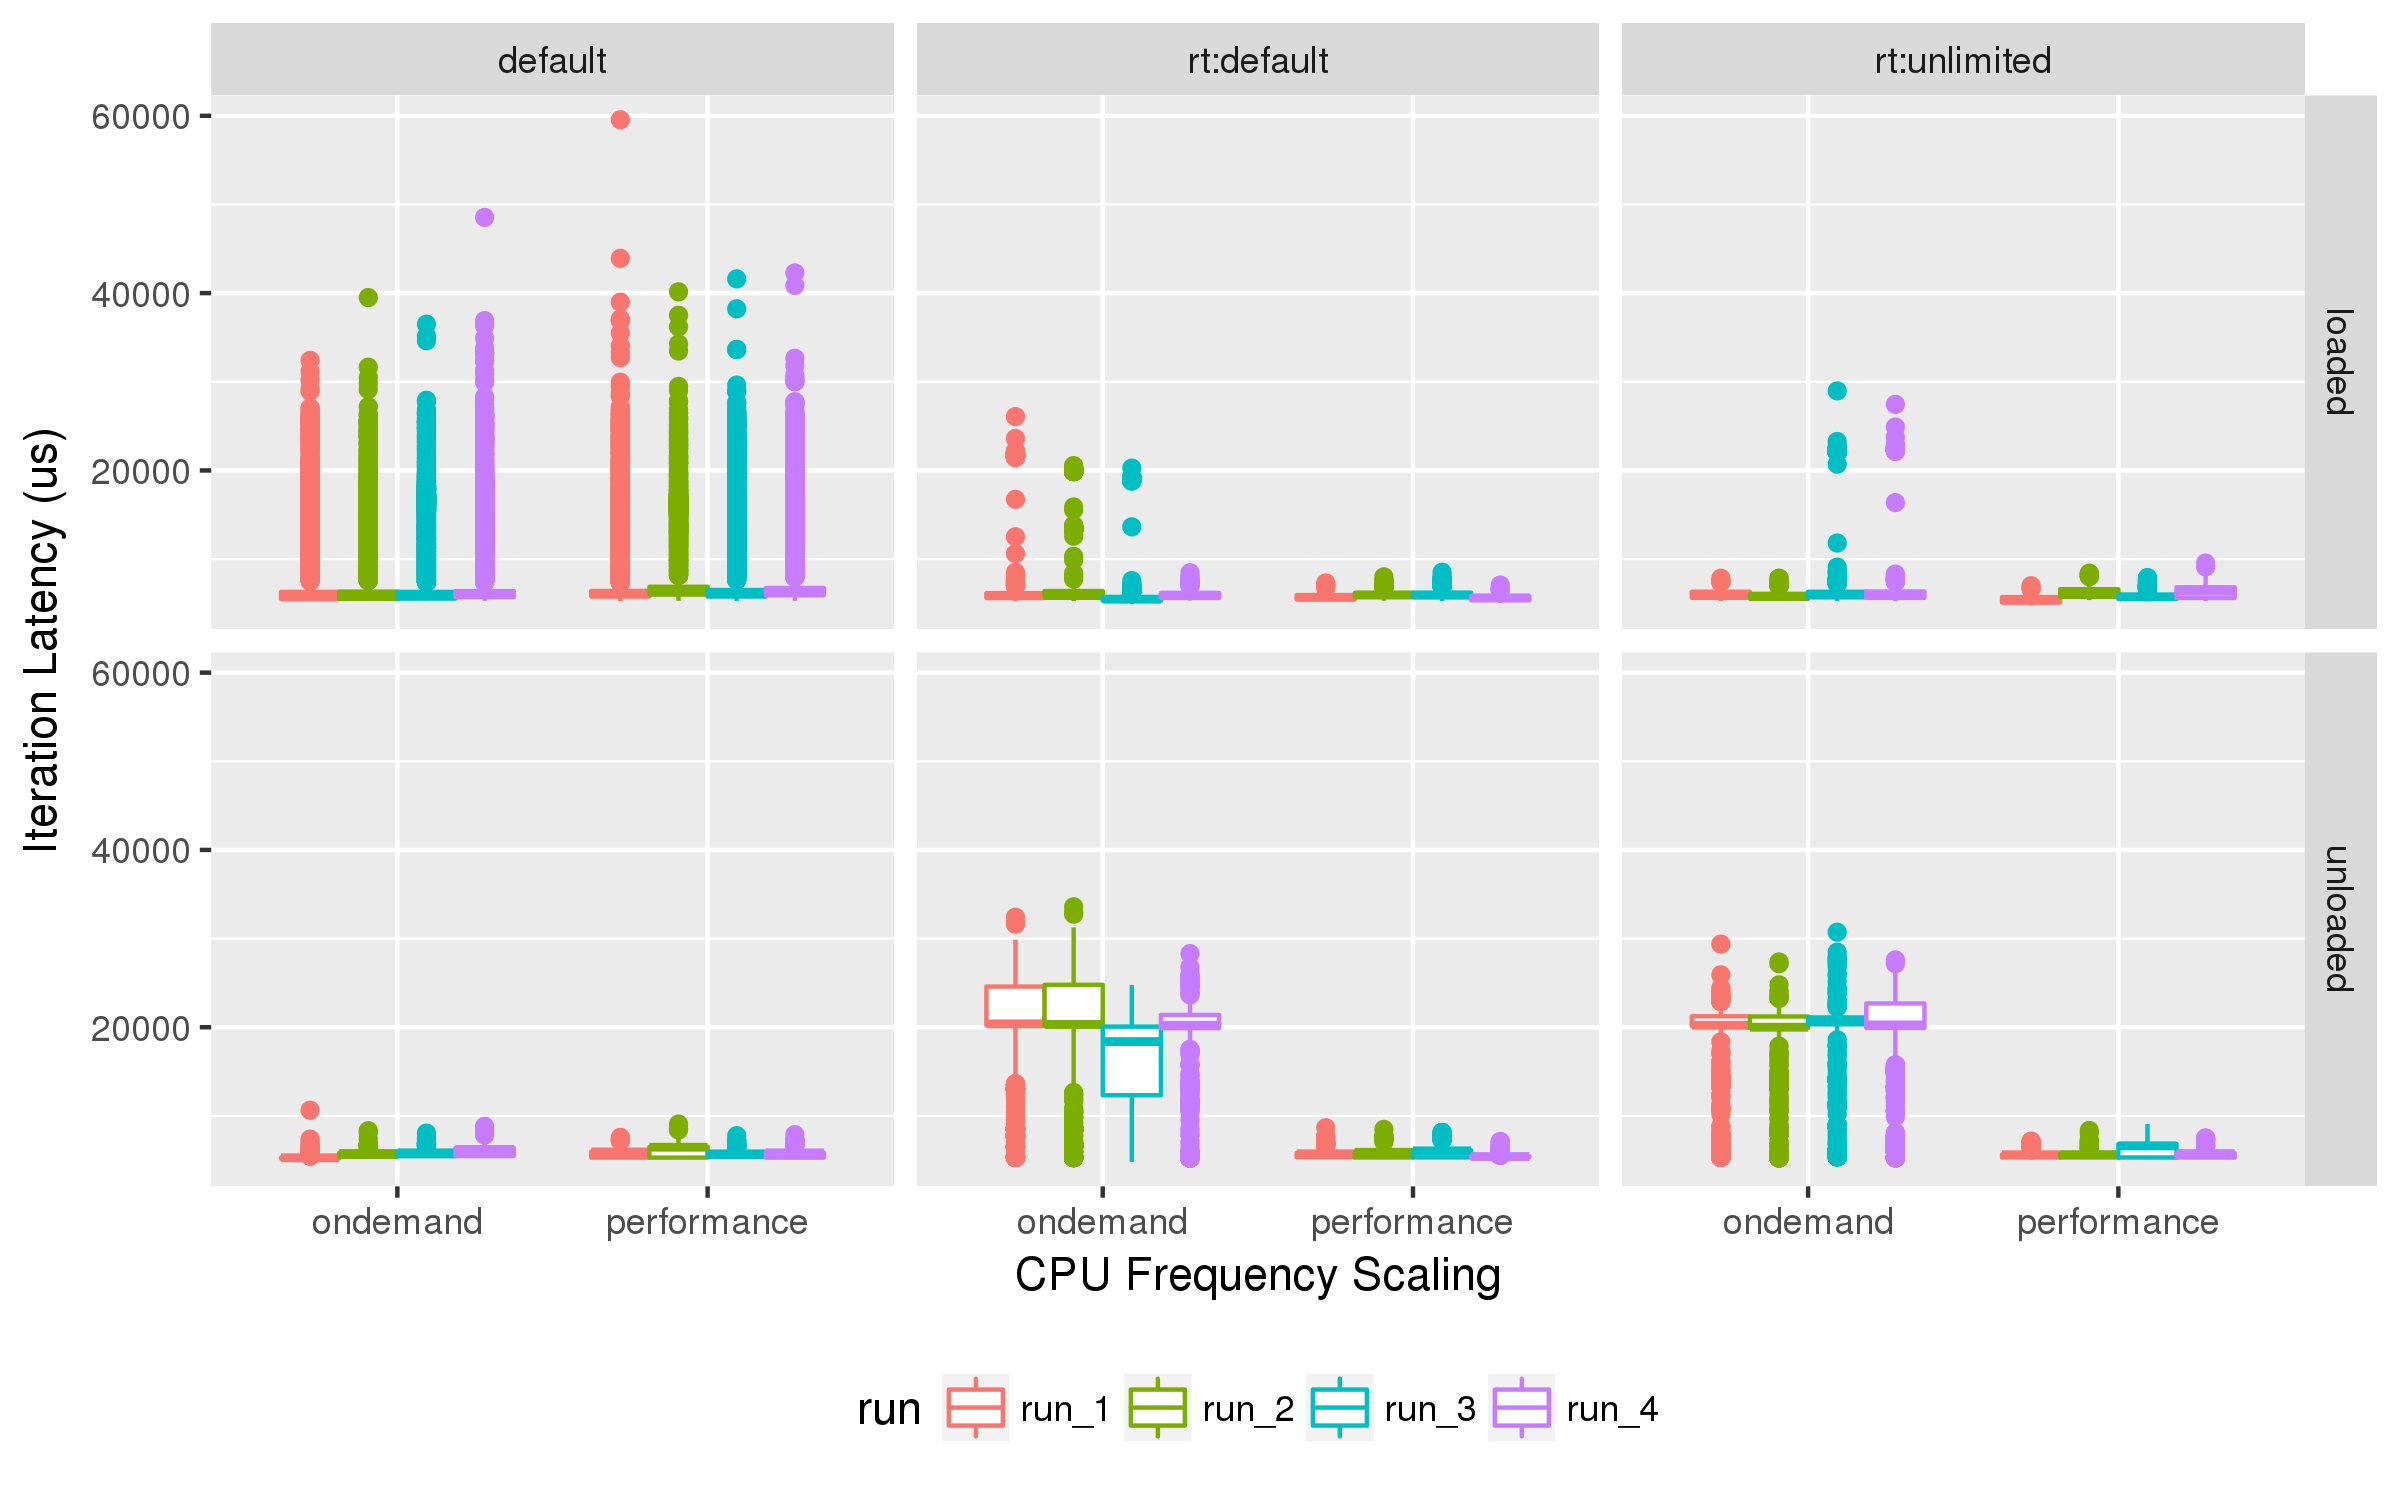 default rt:default rt:unlimited
60000
40000
20000
loaded
Iteration Latency (us)
60000
40000
20000
unloaded
ondemand performance ondemand performance ondemand performance
CPU Frequency Scaling
run run_1 run_2 run_3 run_4